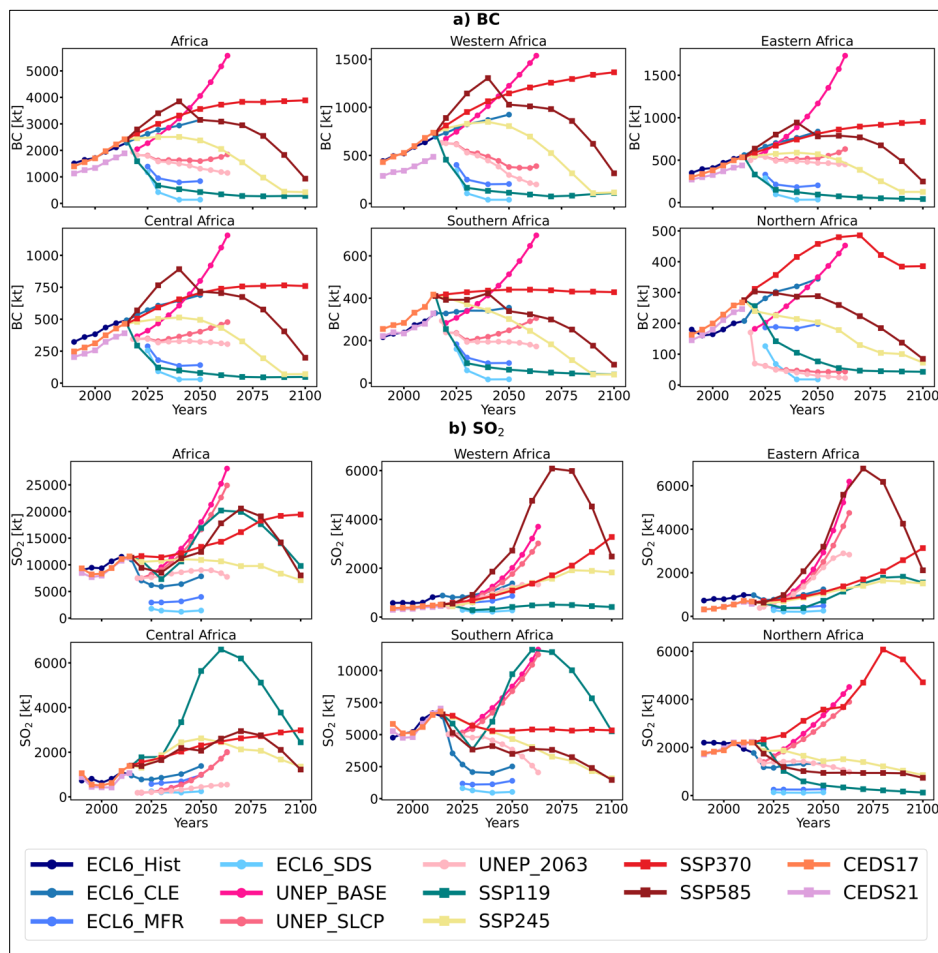 a) BC
Africa
Western Africa
Eastern Africa
BC [kt]
5000
4000
3000
2000
1000
0
BC [kt]
1500
1000
500
0
BC [kt]
1500
1000
500
0
Central Africa
Southern Africa
Northern Africa
BC [kt]
1000
750
500
250
0
BC [kt]
600
400
200
0
BC [kt]
500
400
300
200
100
0
2000 2025 2050 2075 2100
2000 2025 2050 2075 2100
2000 2025 2050 2075 2100
Years
Years
Years
b) SO₂
Africa
Western Africa
Eastern Africa
SO₂ [kt]
25000
20000
15000
10000
5000
0
SO₂ [kt]
6000
4000
2000
0
SO₂ [kt]
6000
4000
2000
0
Central Africa
Southern Africa
Northern Africa
SO₂ [kt]
6000
4000
2000
0
SO₂ [kt]
10000
7500
5000
2500
0
SO₂ [kt]
6000
4000
2000
0
2000 2025 2050 2075 2100
2000 2025 2050 2075 2100
2000 2025 2050 2075 2100
Years
Years
Years
ECL6_Hist ECL6_SDS UNEP_2063 SSP370 CEDS17
ECL6_CLE UNEP_BASE SSP119 SSP585 CEDS21
ECL6_MFR UNEP_SLCP SSP245